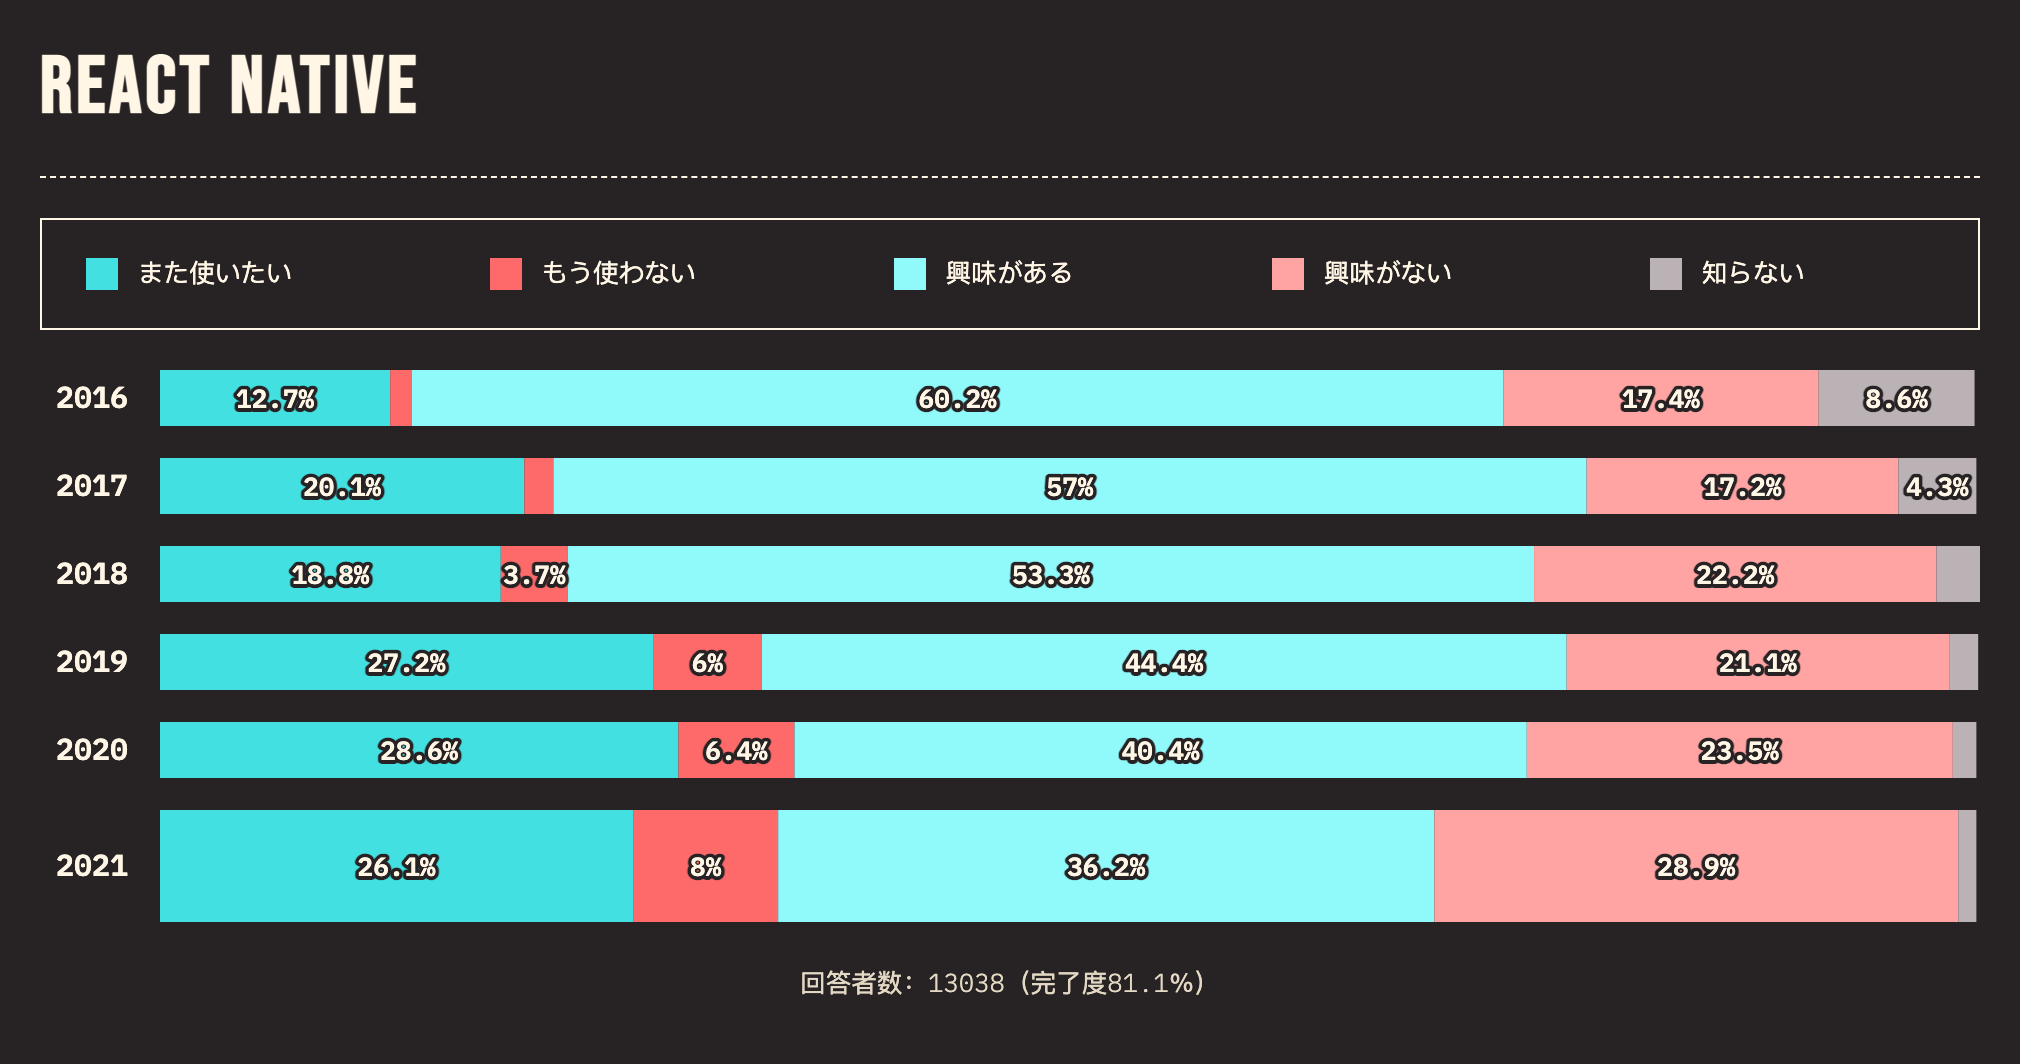 REACT NATIVE
また使いたい もう使わない 興味がある 興味がない 知らない
2016 12.7% 60.2% 17.4% 8.6%
2017 20.1% 57% 17.2% 4.3%
2018 18.8% 3.7% 53.3% 22.2%
2019 27.2% 6% 44.4% 21.1%
2020 28.6% 6.4% 40.4% 23.5%
2021 26.1% 8% 36.2% 28.9%
回答者数: 13038 (完了度81.1%)